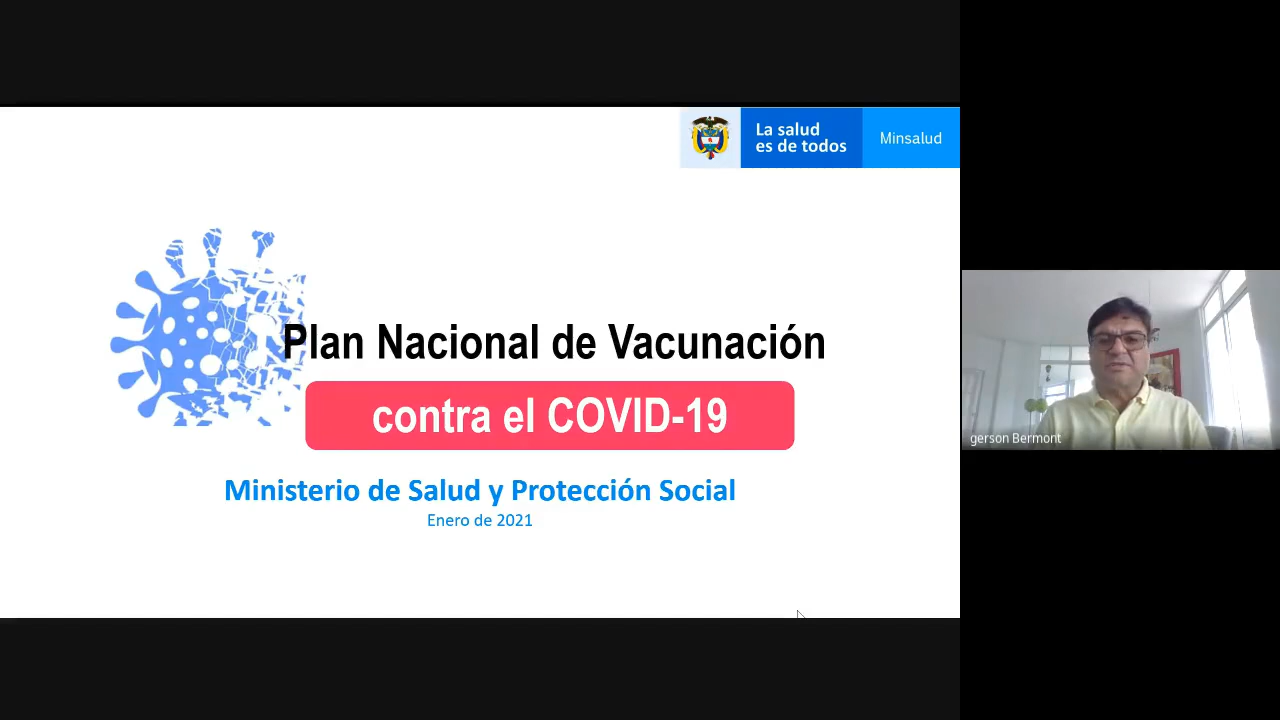 La salud
es de todos
Minsalud
Plan Nacional de Vacunación
contra el COVID-19
Ministerio de Salud y Protección Social
Enero de 2021
gerson Bermont